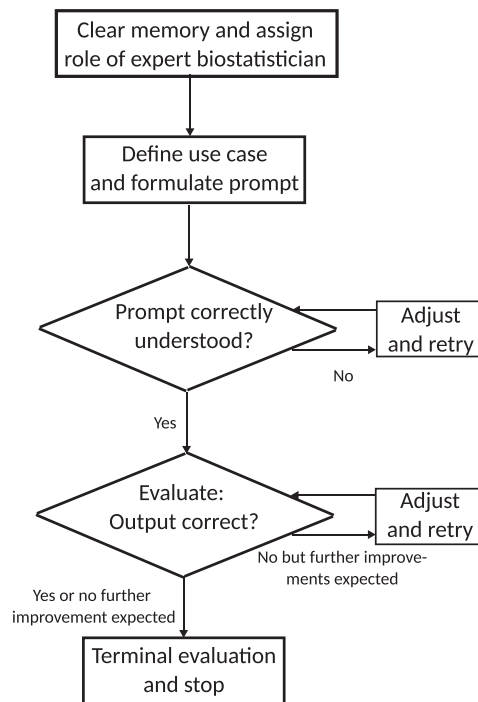 Clear memory and assign
role of expert biostatistician
Define use case
and formulate prompt
Prompt correctly
understood?
Adjust
and retry
No
Yes
Evaluate:
Output correct?
Adjust
and retry
No but further improve-
ments expected
Yes or no further
improvement expected
Terminal evaluation
and stop